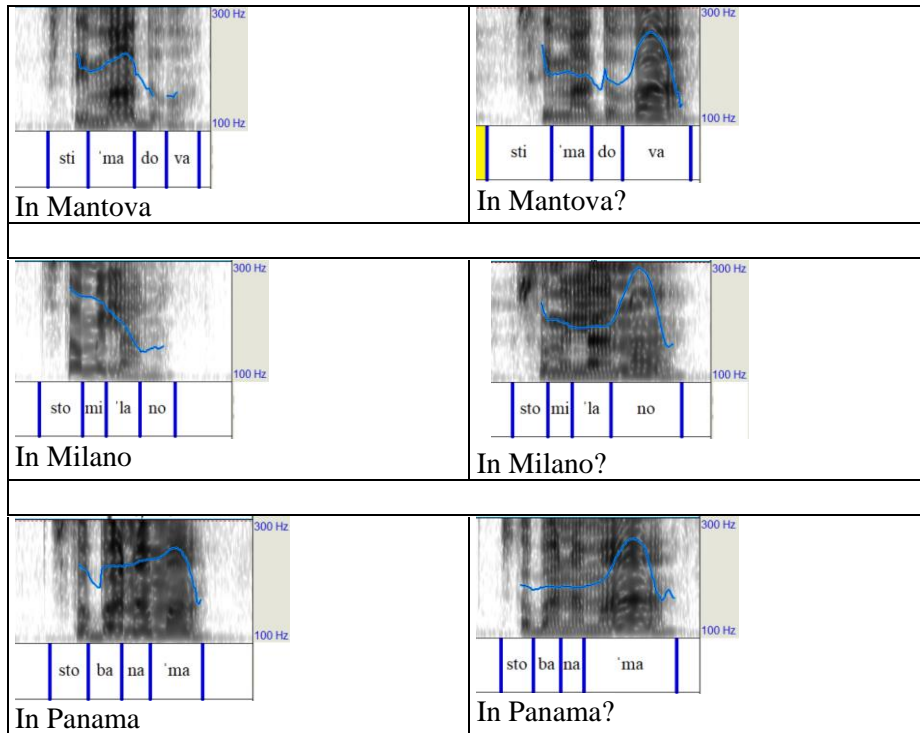 300 Hz
100 Hz
sti ˈma do va
In Mantova
300 Hz
100 Hz
sti ˈma do va
In Mantova?
300 Hz
100 Hz
sto mi ˈla no
In Milano
300 Hz
100 Hz
sto mi ˈla no
In Milano?
300 Hz
100 Hz
sto ba na ˈma
In Panama
300 Hz
100 Hz
sto ba na ˈma
In Panama?